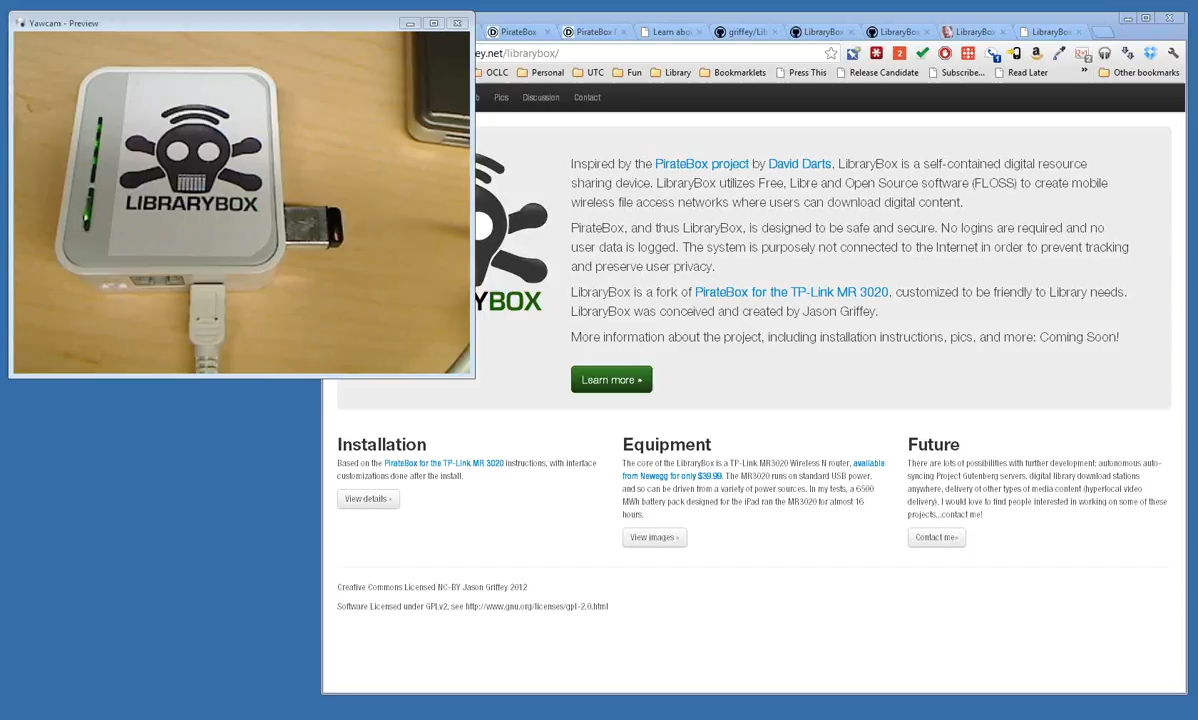 Yawcam - Preview
LIBRARYBOX
PirateBox
PirateBox
Learn abou
griffey/Lib
LibraryBox
LibraryBo
LibraryBox
LibraryBox
ey.net/librarybox/
OCLC Personal UTC Fun Library Bookmarklets Press This Release Candidate Subscribe... Read Later » Other bookmarks
Pics Discussion Contact
YBOX
Inspired by the PirateBox project by David Darts, LibraryBox is a self-contained digital resource
sharing device. LibraryBox utilizes Free, Libre and Open Source software (FLOSS) to create mobile
wireless file access networks where users can download digital content.
PirateBox, and thus LibraryBox, is designed to be safe and secure. No logins are required and no
user data is logged. The system is purposely not connected to the Internet in order to prevent tracking
and preserve user privacy.
LibraryBox is a fork of PirateBox for the TP-Link MR 3020, customized to be friendly to Library needs.
LibraryBox was conceived and created by Jason Griffey.
More information about the project, including installation instructions, pics, and more: Coming Soon!
Learn more »
Installation
Based on the PirateBox for the TP-Link MR 3020 instructions, with interface
customizations done after the install.
View details »
Equipment
The core of the LibraryBox is a TP-Link MR3020 Wireless N router, available
from Newegg for only $39.99. The MR3020 runs on standard USB power,
and so can be driven from a variety of power sources. In my tests, a 6500
MWh battery pack designed for the iPad ran the MR3020 for almost 16
hours.
View images »
Future
There are lots of possibilities with further development: autonomous auto-
syncing Project Gutenberg servers, digital library download stations
anywhere, delivery of other types of media content (hyperlocal video
delivery). I would love to find people interested in working on some of these
projects...contact me!
Contact me»
Creative Commons Licensed NC-BY Jason Griffey 2012
Software Licensed under GPLv2, see http://www.gnu.org/licenses/gpl-2.0.html